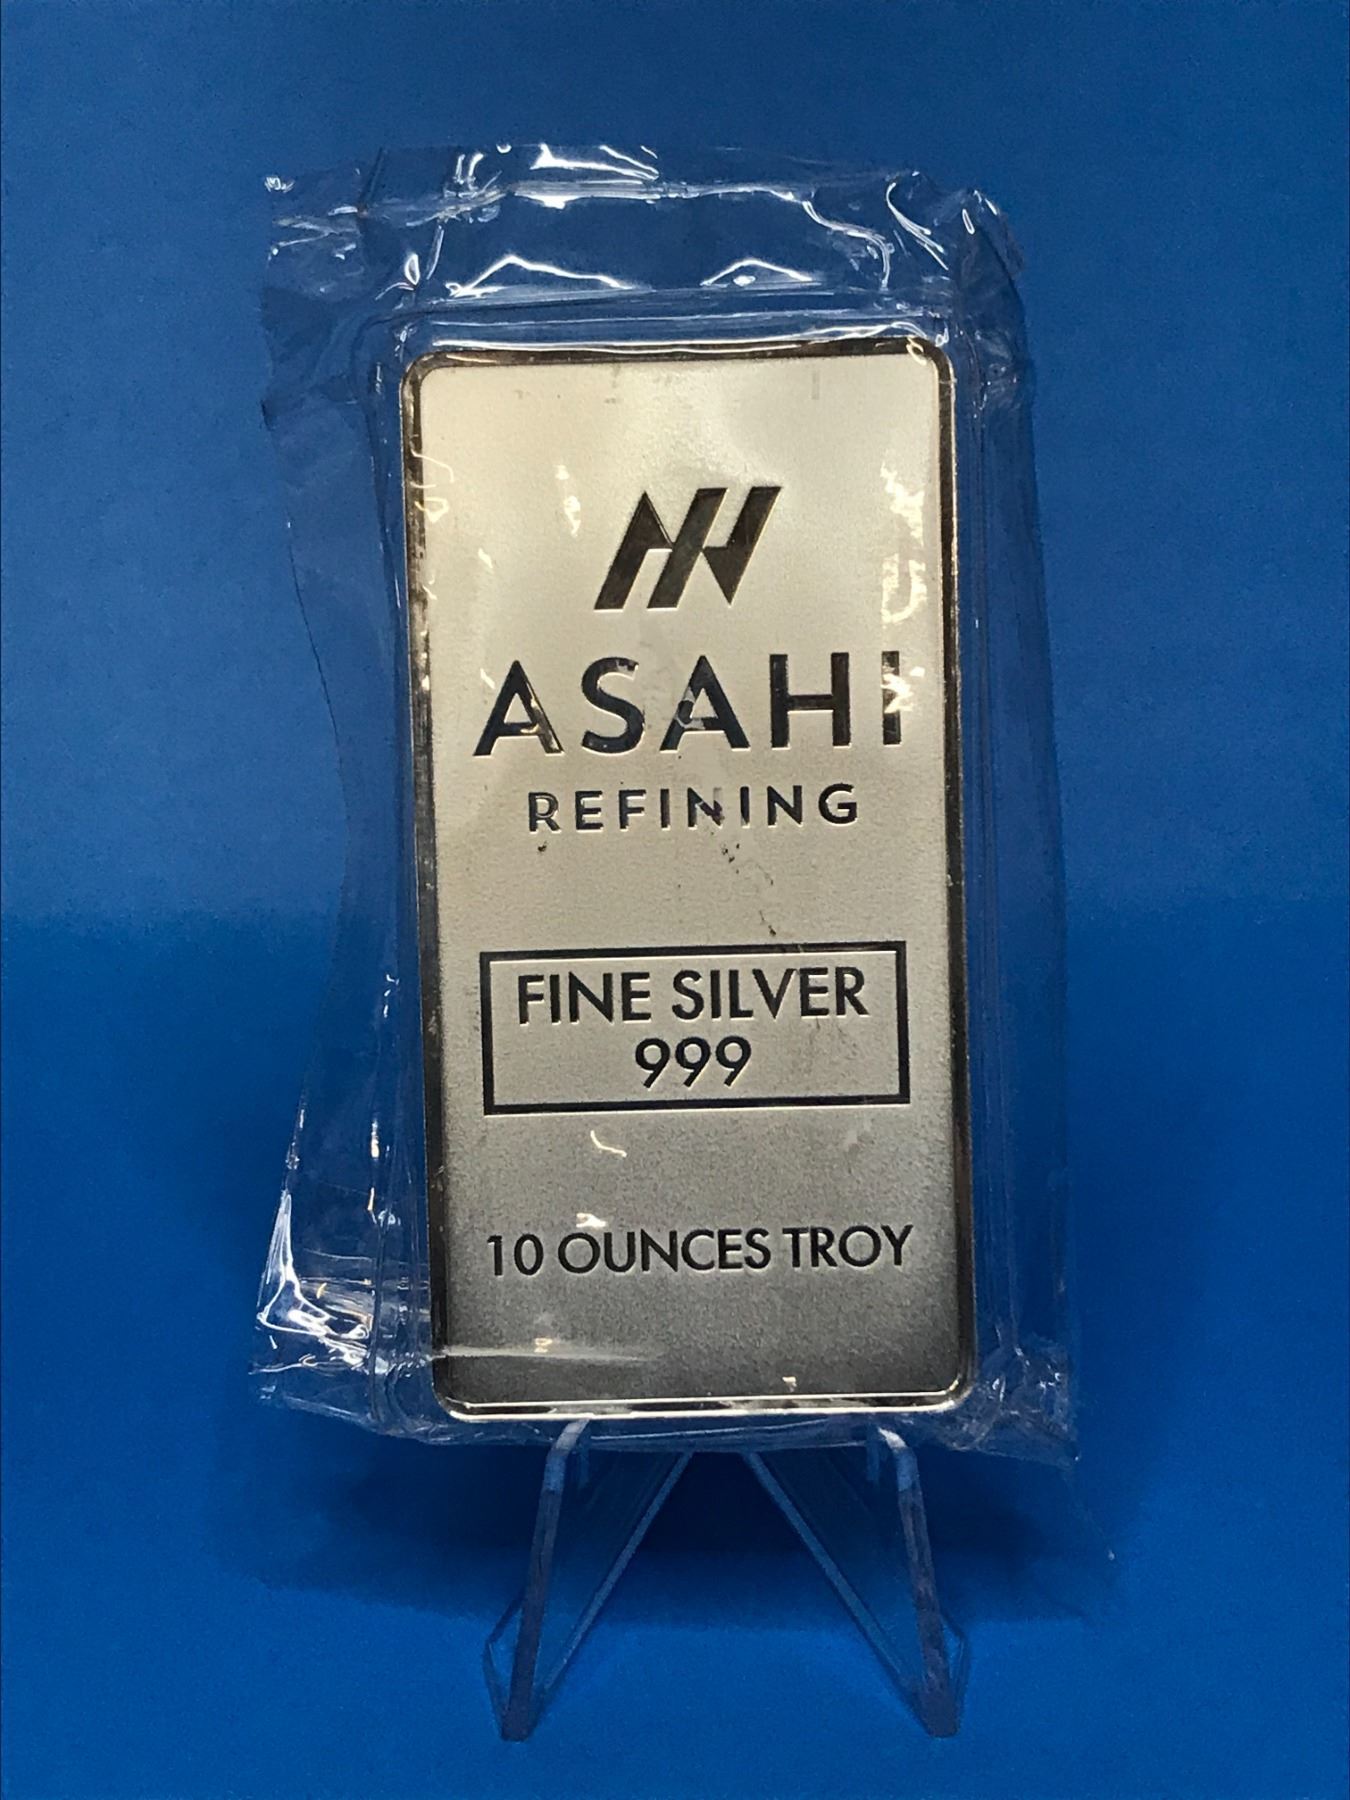 ASAHI
REFINING
FINE SILVER
999
10 OUNCES TROY